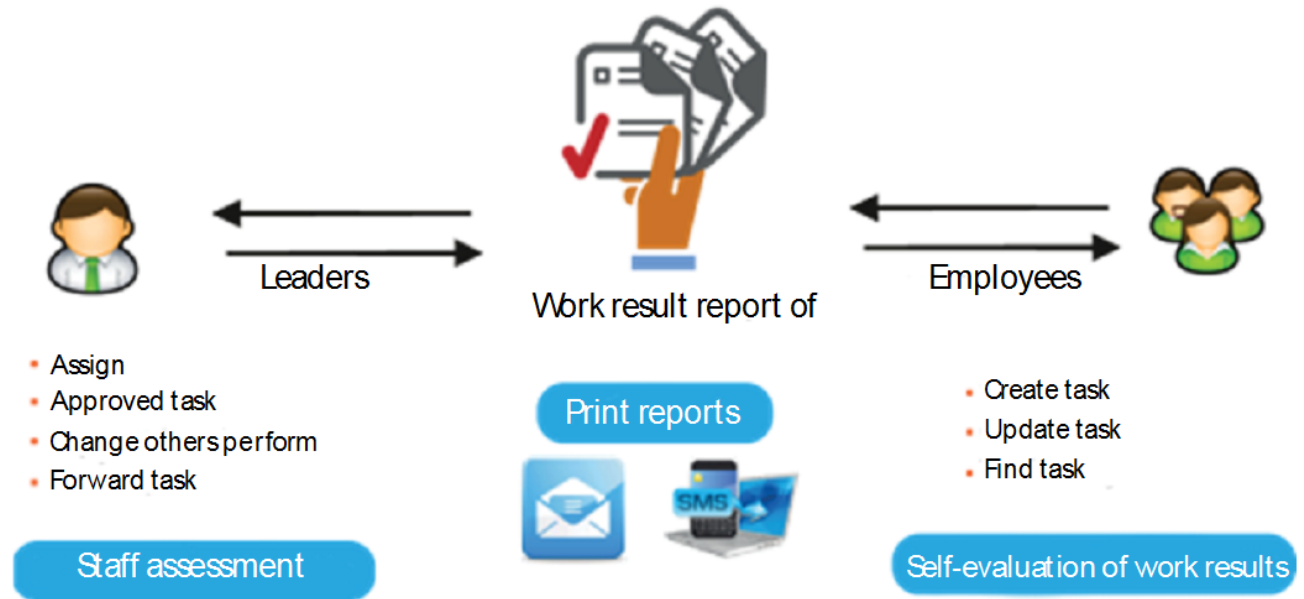 Leaders
Employees
Work result report of
Assign
Approved task
Change others perform
Forward task
Print reports
SMS
Create task
Update task
Find task
Staff assessment
Self-evaluation of work results